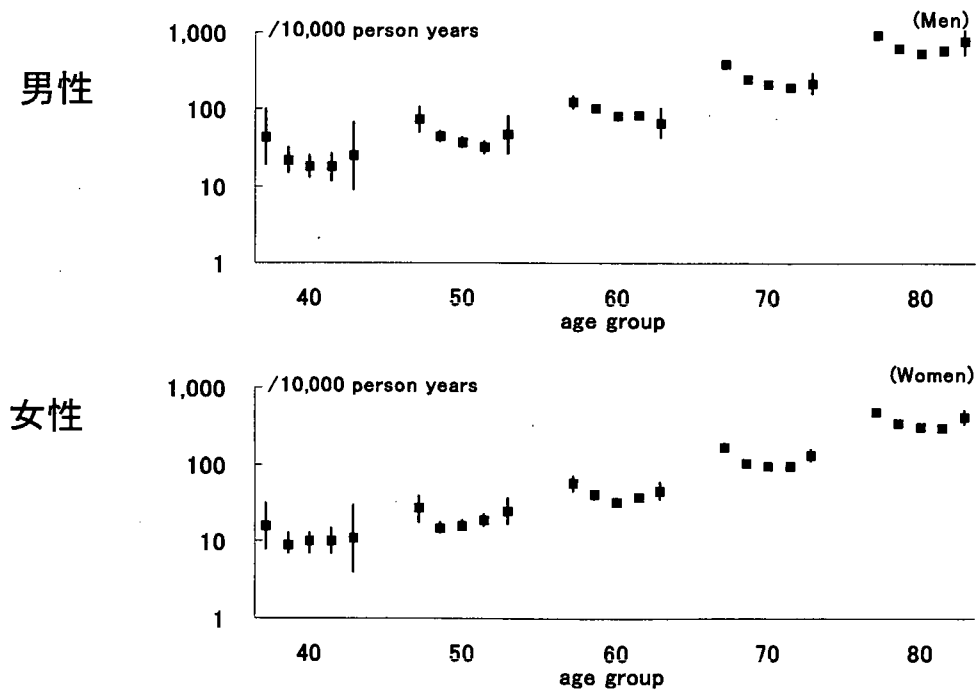 男性
/10,000 person years
(Men)
1,000
100
10
1
40 50 60 70 80
age group
女性
/10,000 person years
(Women)
1,000
100
10
1
40 50 60 70 80
age group